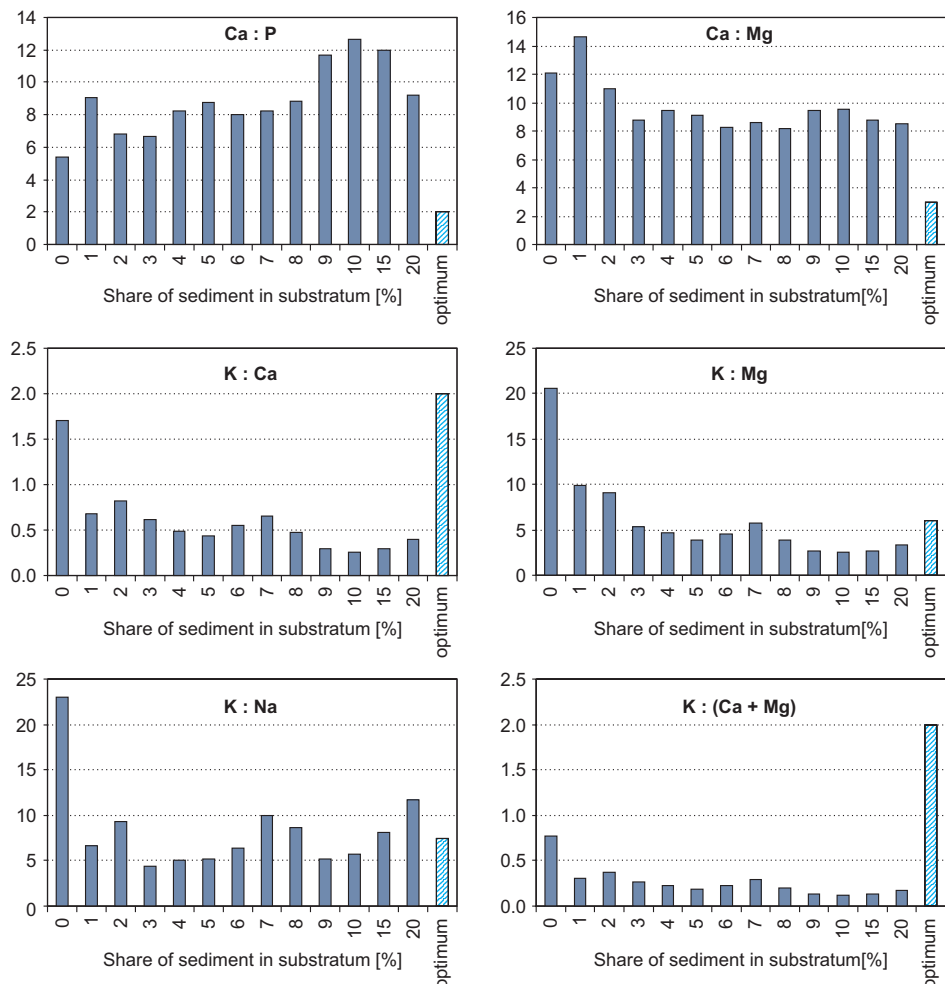 Ca : P
14
12
10
8
6
4
2
0
0 1 2 3 4 5 6 7 8 9 10 15 20 optimum
Share of sediment in substratum [%]
Ca : Mg
16
14
12
10
8
6
4
2
0
0 1 2 3 4 5 6 7 8 9 10 15 20 optimum
Share of sediment in substratum[%]
K : Ca
2.5
2.0
1.5
1.0
0.5
0.0
0 1 2 3 4 5 6 7 8 9 10 15 20 optimum
Share of sediment in substratum [%]
K : Mg
25
20
15
10
5
0
0 1 2 3 4 5 6 7 8 9 10 15 20 optimum
Share of sediment in substratum[%]
K : Na
25
20
15
10
5
0
0 1 2 3 4 5 6 7 8 9 10 15 20 optimum
Share of sediment in substratum [%]
K : (Ca + Mg)
2.5
2.0
1.5
1.0
0.5
0.0
0 1 2 3 4 5 6 7 8 9 10 15 20 optimum
Share of sediment in substratum[%]